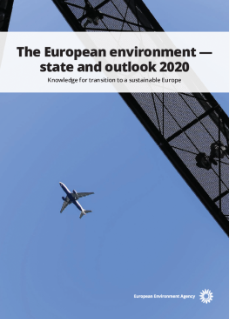 The European environment —
state and outlook 2020
Knowledge for transition to a sustainable Europe
European Environment Agency